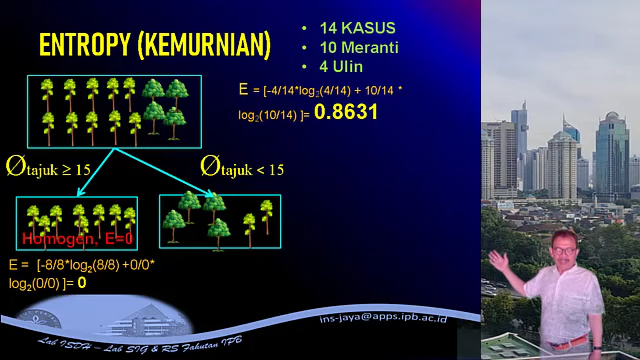 ENTROPY (KEMURNIAN)
• 14 KASUS
• 10 Meranti
• 4 Ulin
E = [-4/14*log2(4/14) + 10/14 *
log2(10/14) ]= 0.8631
Øtajuk ≥ 15
Øtajuk < 15
Homogen, E=0
E = [-8/8*log2(8/8) +0/0*
log2(0/0) ]= 0
ins-jaya@apps.ipb.ac.id
Lab ISDH – Lab SIG & RS Fahutan IPB